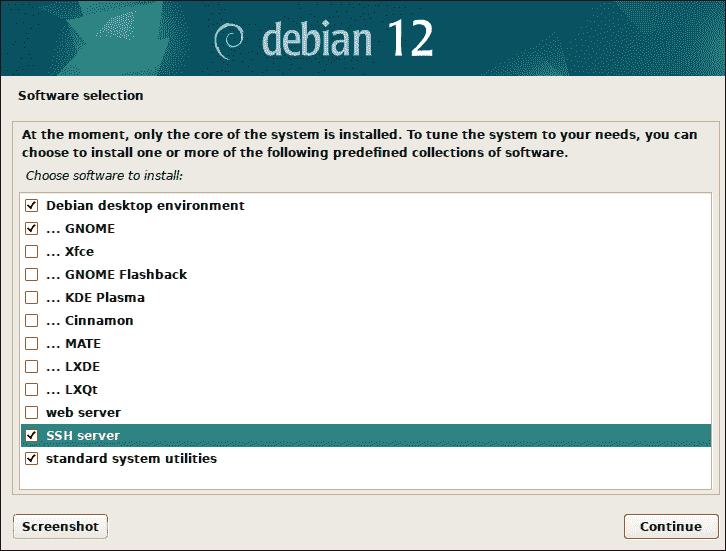 debian 12
Software selection
At the moment, only the core of the system is installed. To tune the system to your needs, you can
choose to install one or more of the following predefined collections of software.
Choose software to install:
Debian desktop environment
... GNOME
... Xfce
... GNOME Flashback
... KDE Plasma
... Cinnamon
... MATE
... LXDE
... LXQt
web server
SSH server
standard system utilities
Screenshot
Continue